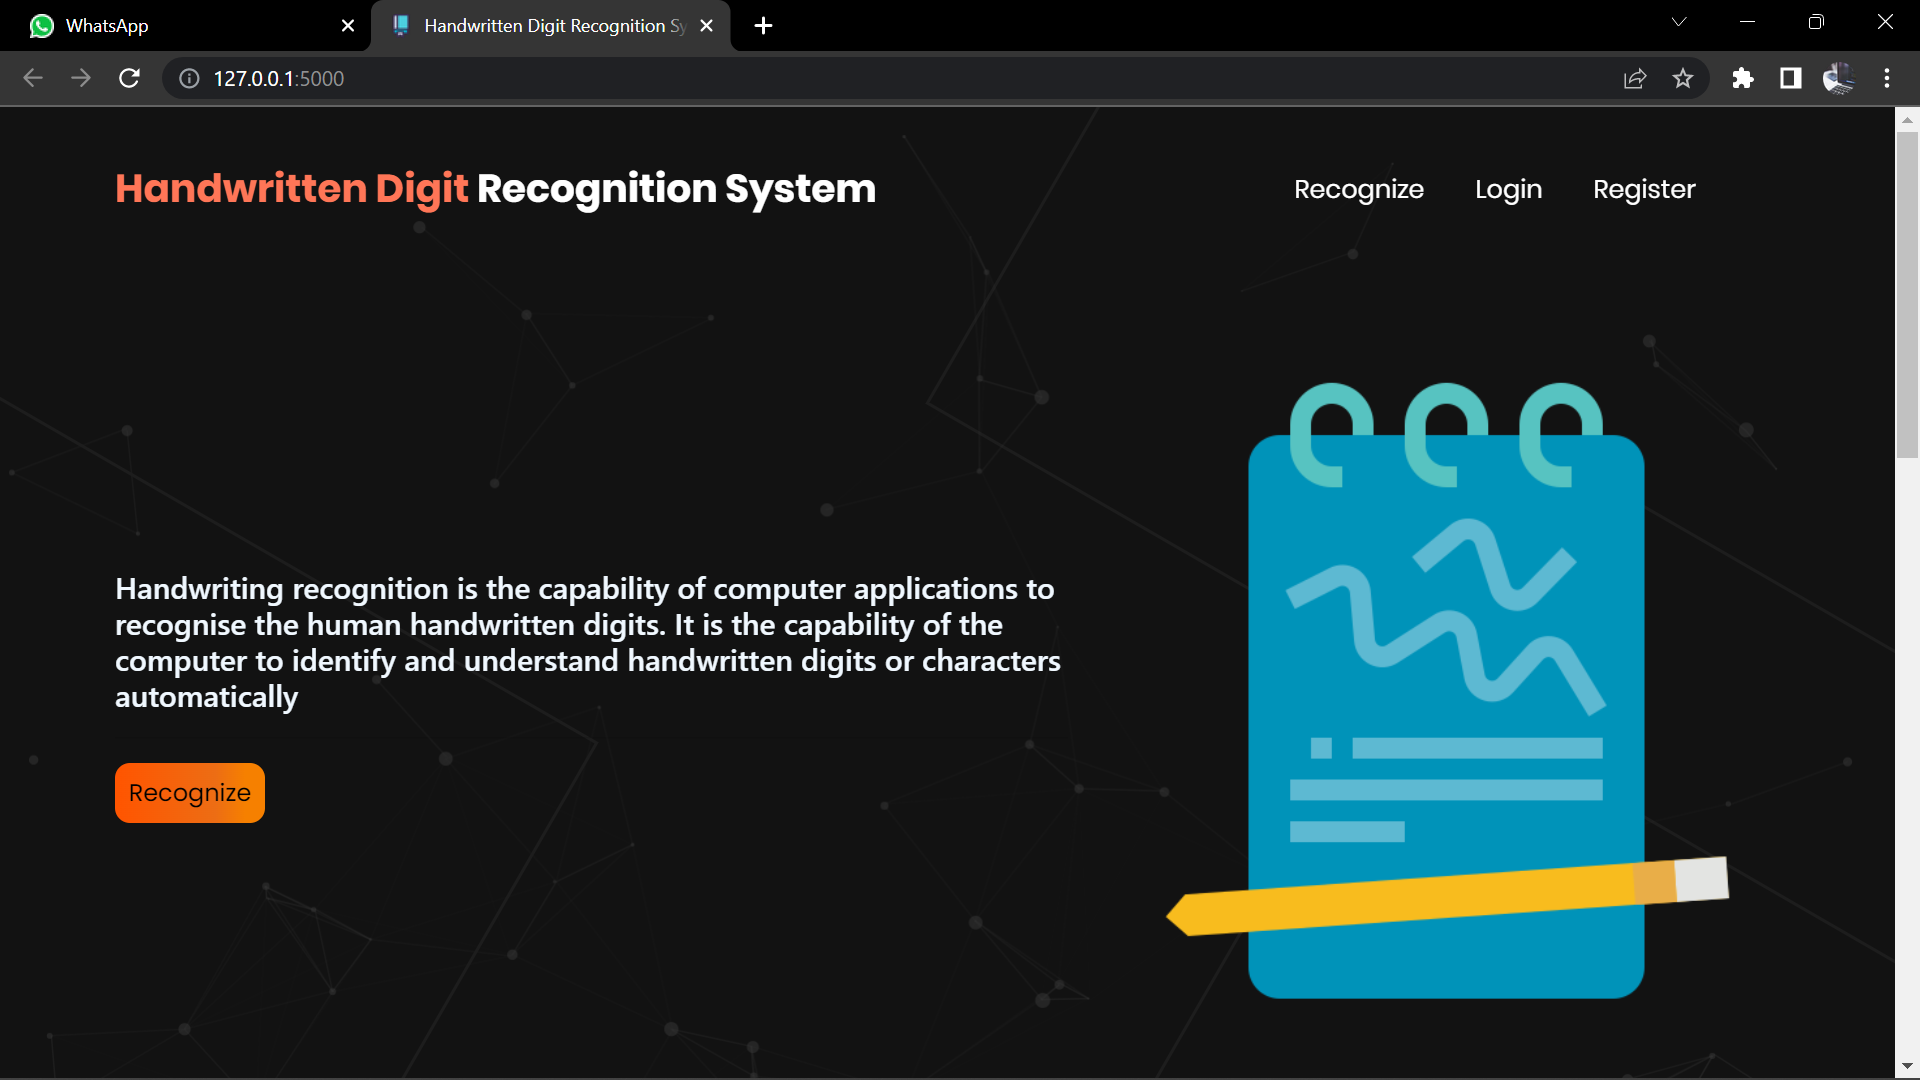 WhatsApp
Handwritten Digit Recognition Sy
127.0.0.1:5000
Handwritten Digit Recognition System
Recognize
Login
Register
Handwriting recognition is the capability of computer applications to
recognise the human handwritten digits. It is the capability of the
computer to identify and understand handwritten digits or characters
automatically
Recognize